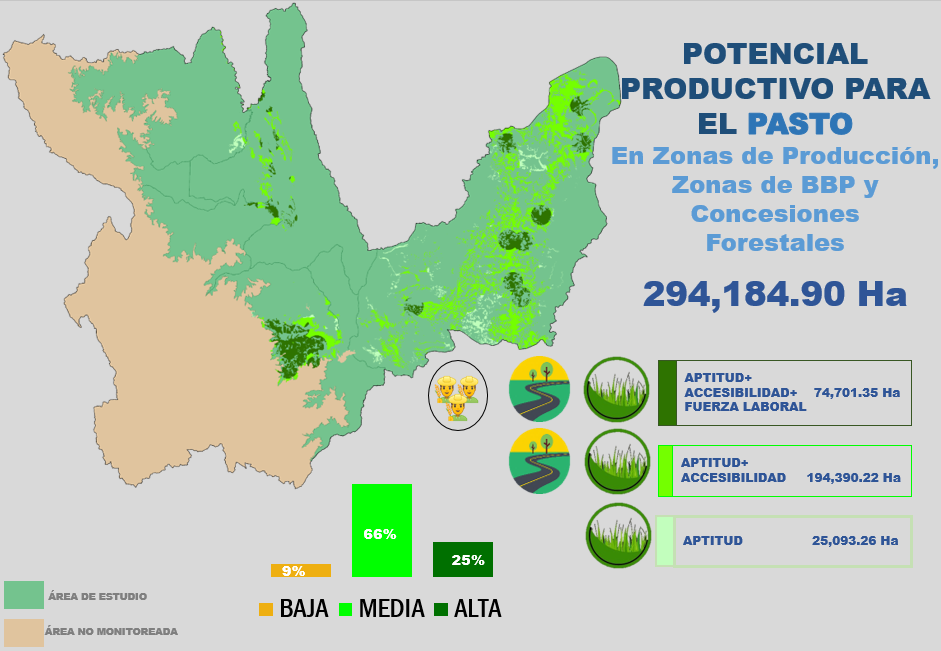 POTENCIAL
PRODUCTIVO PARA
EL PASTO
En Zonas de Producción,
Zonas de BBP y
Concesiones
Forestales
294,184.90 Ha
APTITUD+
ACCESIBILIDAD+ 74,701.35 Ha
FUERZA LABORAL
APTITUD+
ACCESIBILIDAD 194,390.22 Ha
APTITUD 25,093.26 Ha
9%
66%
25%
BAJA MEDIA ALTA
ÁREA DE ESTUDIO
ÁREA NO MONITOREADA